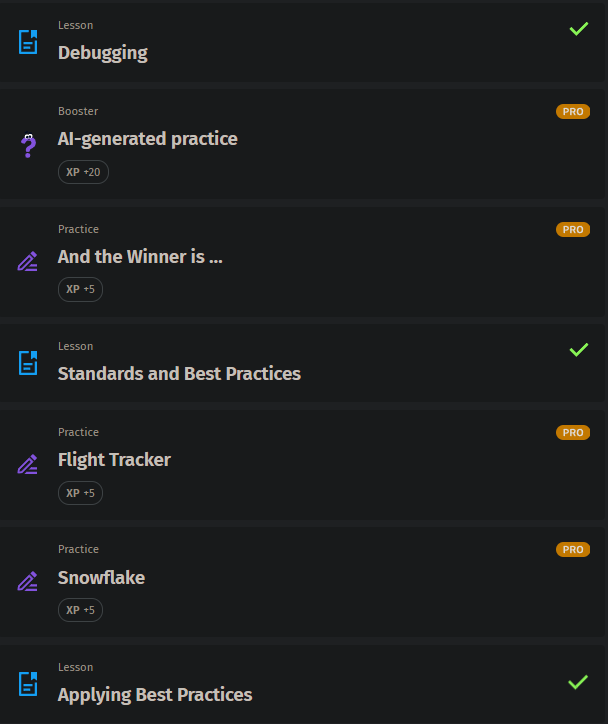 Lesson
Debugging
Booster
PRO
AI-generated practice
XP +20
Practice
PRO
And the Winner is ...
XP +5
Lesson
Standards and Best Practices
Practice
PRO
Flight Tracker
XP +5
Practice
PRO
Snowflake
XP +5
Lesson
Applying Best Practices